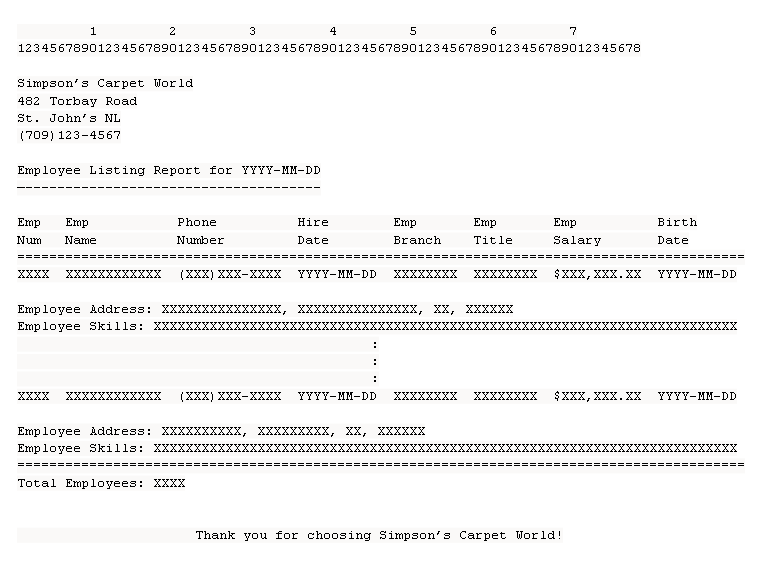 1         2         3         4         5         6         7
123456789012345678901234567890123456789012345678901234567890123456789012345678

Simpson's Carpet World
482 Torbay Road
St. John's NL
(709)123-4567

Employee Listing Report for YYYY-MM-DD
--------------------------------------

Emp   Emp           Phone          Hire        Emp       Emp       Emp          Birth
Num   Name          Number         Date        Branch    Title     Salary       Date
===========================================================================================
XXXX  XXXXXXXXXXXX  (XXX)XXX-XXXX  YYYY-MM-DD  XXXXXXXX  XXXXXXXX  $XXX,XXX.XX  YYYY-MM-DD

Employee Address: XXXXXXXXXXXXXXX, XXXXXXXXXXXXXXX, XX, XXXXXX
Employee Skills: XXXXXXXXXXXXXXXXXXXXXXXXXXXXXXXXXXXXXXXXXXXXXXXXXXXXXXXXXXXXXXXXXXXXXXXXX
                                            :
                                            :
                                            :
XXXX  XXXXXXXXXXXX  (XXX)XXX-XXXX  YYYY-MM-DD  XXXXXXXX  XXXXXXXX  $XXX,XXX.XX  YYYY-MM-DD

Employee Address: XXXXXXXXXX, XXXXXXXXX, XX, XXXXXX
Employee Skills: XXXXXXXXXXXXXXXXXXXXXXXXXXXXXXXXXXXXXXXXXXXXXXXXXXXXXXXXXXXXXXXXXXXXXXXXX
===========================================================================================
Total Employees: XXXX

                      Thank you for choosing Simpson's Carpet World!